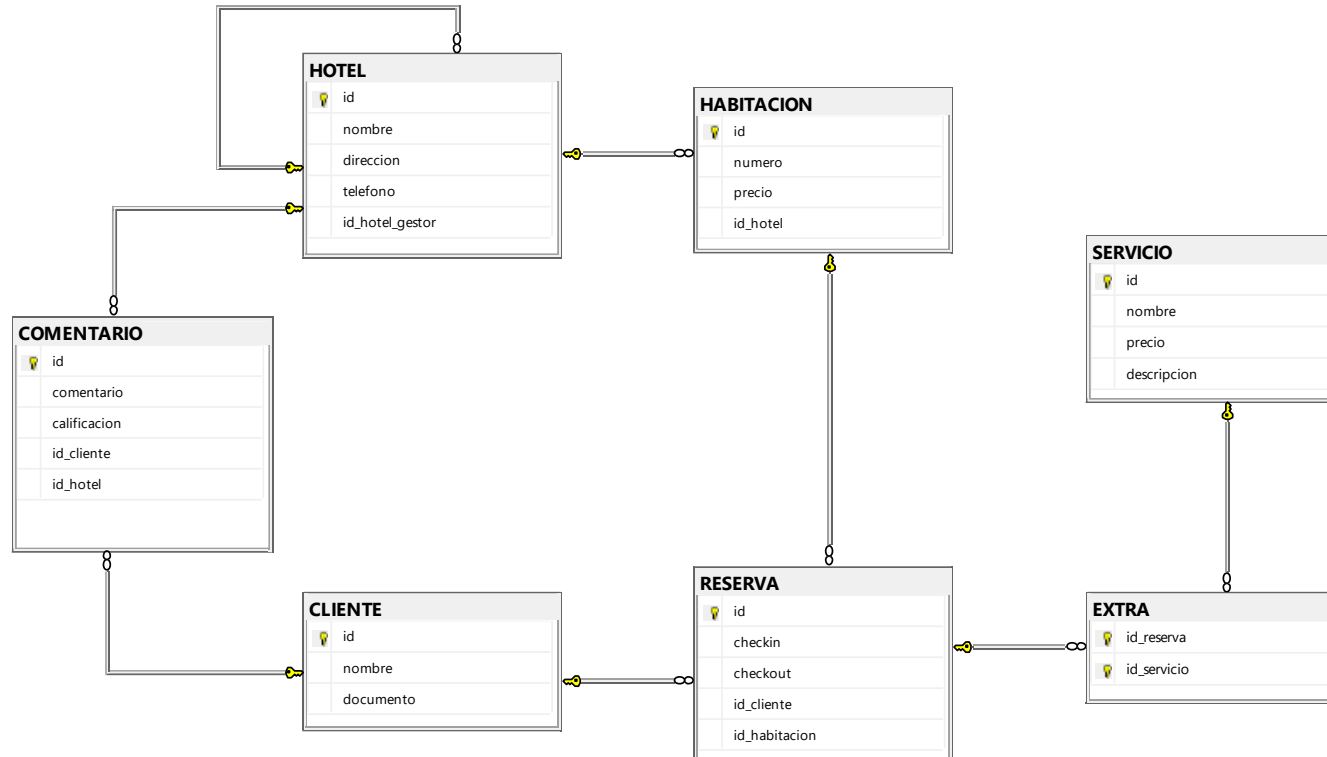 HOTEL
id
nombre
direccion
telefono
id_hotel_gestor
HABITACION
id
numero
precio
id_hotel
SERVICIO
id
nombre
precio
descripcion
COMENTARIO
id
comentario
calificacion
id_cliente
id_hotel
CLIENTE
id
nombre
documento
RESERVA
id
checkin
checkout
id_cliente
id_habitacion
EXTRA
id_reserva
id_servicio